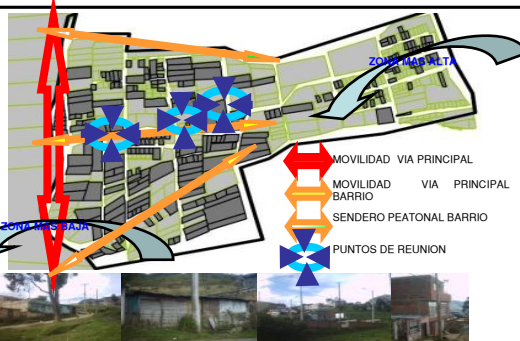 ZONA MAS ALTA
ZONA MAS BAJA
MOVILIDAD VIA PRINCIPAL
MOVILIDAD VIA PRINCIPAL
BARRIO
SENDERO PEATONAL BARRIO
PUNTOS DE REUNION